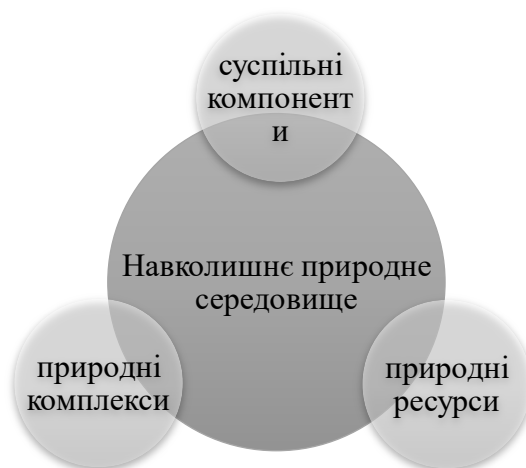 суспільні
компонент
и
Навколишнє природне
середовище
природні
комплекси
природні
ресурси